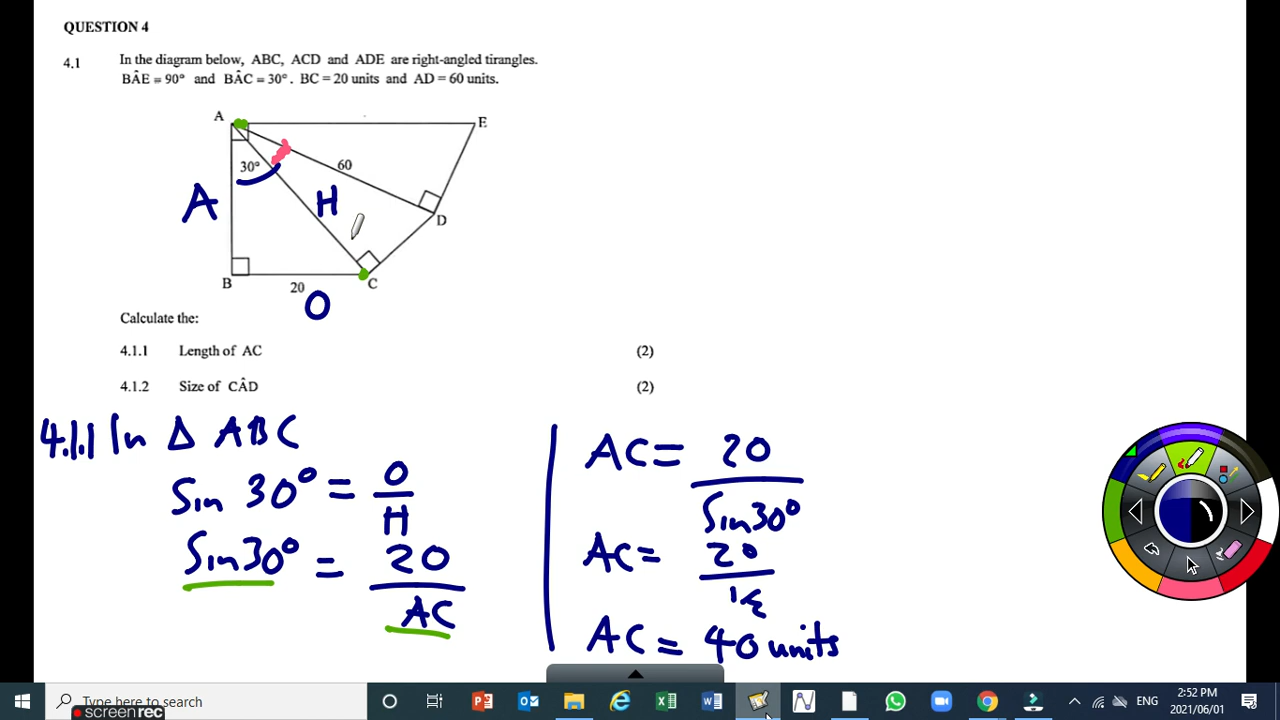 QUESTION 4
4.1 In the diagram below, ABC, ACD and ADE are right-angled tirangles.
BÂE = 90° and BÂC = 30°. BC = 20 units and AD = 60 units.
A
E
30°
60
A
H
D
B
20
C
O
Calculate the:
4.1.1 Length of AC (2)
4.1.2 Size of CÂD (2)
4.1.1 In Δ ABC
Sin 30° = O/H
Sin30° = 20/AC
AC = 20/Sin30°
AC = 20/½
AC = 40 units
Type here to search
ENG
2:52 PM
2021/06/01
screenrec